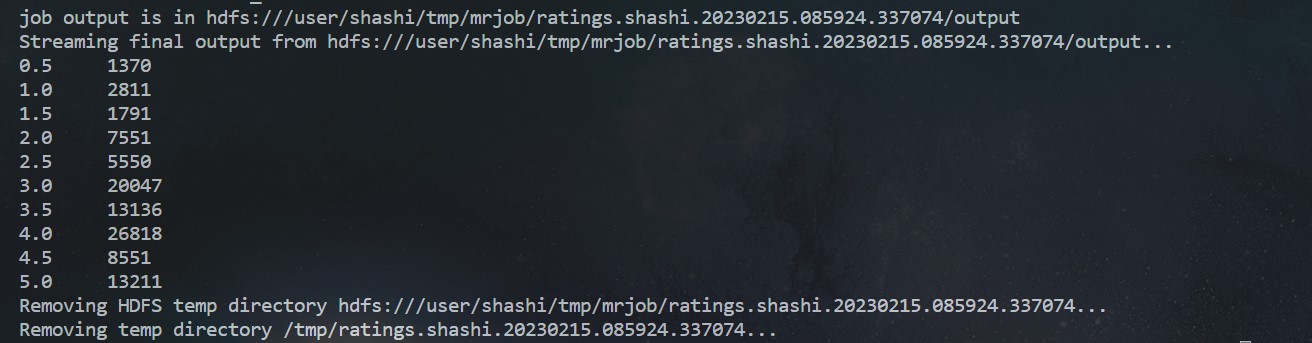 job output is in hdfs:///user/shashi/tmp/mrjob/ratings.shashi.20230215.085924.337074/output
Streaming final output from hdfs:///user/shashi/tmp/mrjob/ratings.shashi.20230215.085924.337074/output...
0.5     1370
1.0     2811
1.5     1791
2.0     7551
2.5     5550
3.0     20047
3.5     13136
4.0     26818
4.5     8551
5.0     13211
Removing HDFS temp directory hdfs:///user/shashi/tmp/mrjob/ratings.shashi.20230215.085924.337074...
Removing temp directory /tmp/ratings.shashi.20230215.085924.337074...